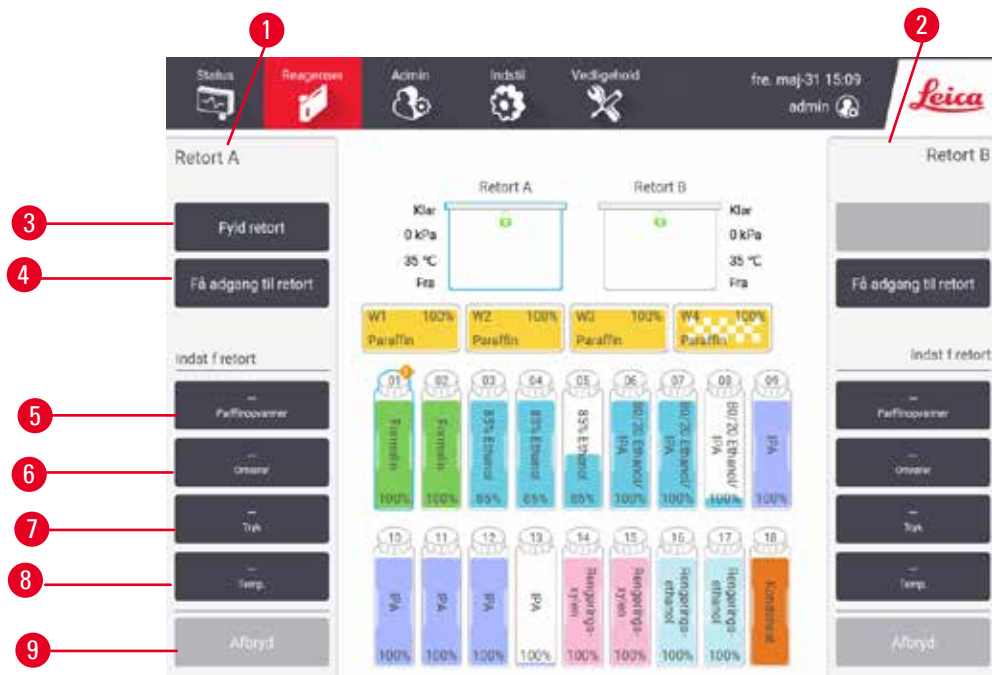 1
2
Status
Reagenser
Admin
Indstil
Vedligehold
fre. maj-31 15:09
admin
Leica
Retort A
Retort B
3
Fyld retort
4
Få adgang til retort
Få adgang til retort
Retort A
Retort B
Klar
0 kPa
35 °C
Fra
Klar
0 kPa
35 °C
Fra
W1 100%
Paraffin
W2 100%
Paraffin
W3 100%
Paraffin
W4 100%
Paraffin
Indst f retort
Indst f retort
5
--
--
6
--
Omrører
--
Omrører
7
--
Tryk
--
Tryk
8
--
Temp.
--
Temp.
9
Afbryd
Afbryd
01
02
03
04
05
06
07
08
09
Formalin
100%
Formalin
100%
85% Ethanol
85%
85% Ethanol
85%
85% Ethanol
85%
80/20 Ethanol/
IPA
100%
80/20 Ethanol/
IPA
100%
80/20 Ethanol/
IPA
100%
IPA
100%
10
11
12
13
14
15
16
17
18
IPA
100%
IPA
100%
IPA
100%
IPA
100%
Rengørings-
xylen
100%
Rengørings-
xylen
100%
Rengørings-
ethanol
100%
Rengørings-
ethanol
100%
Kondensat